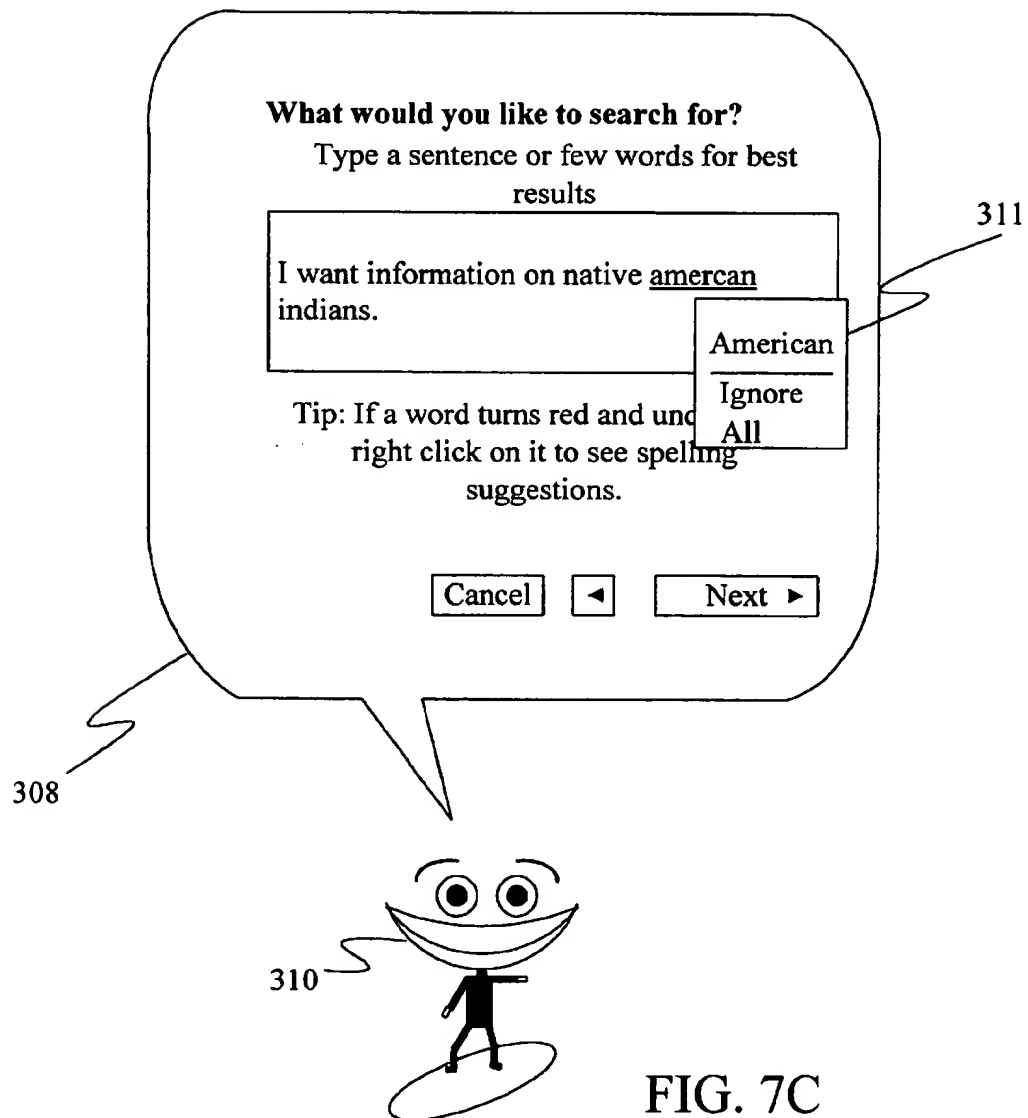 What would you like to search for?
Type a sentence or few words for best
results
311
I want information on native amercan
indians.
American
Ignore
All
Tip: If a word turns red and und
right click on it to see spelling
suggestions.
Cancel ◄ Next ►
308
310
FIG. 7C